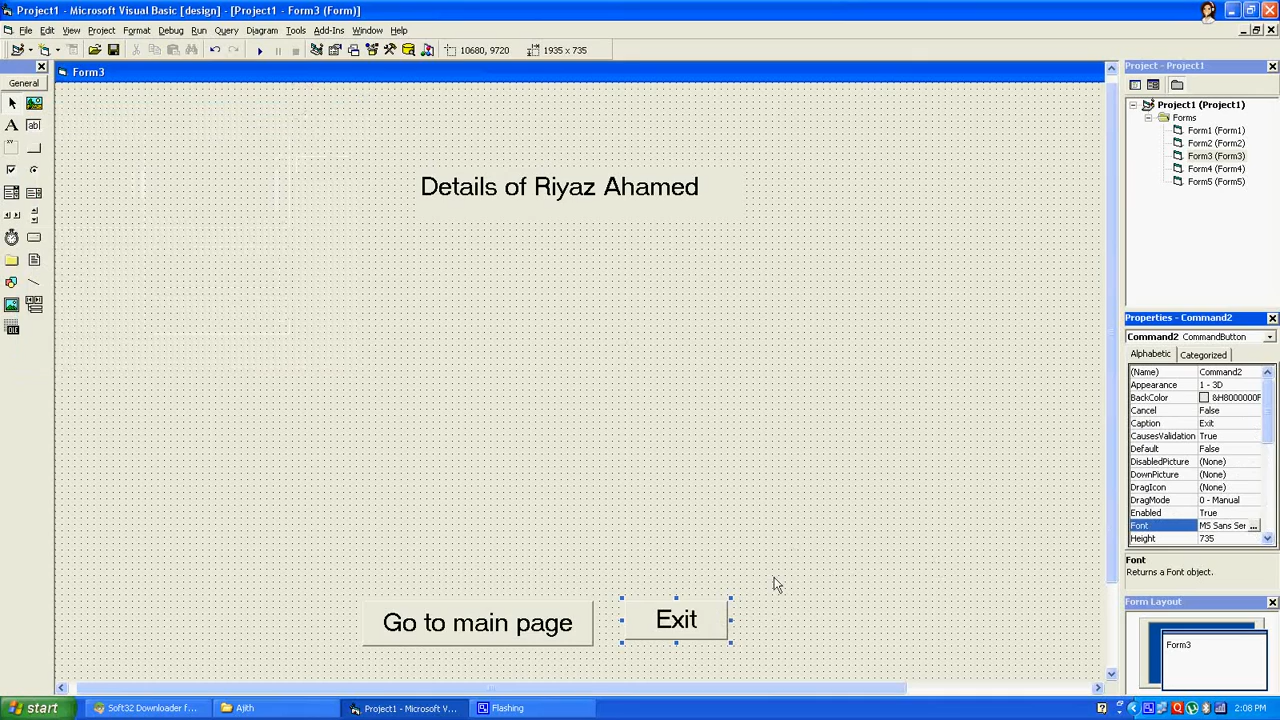 Project1 - Microsoft Visual Basic [design] - [Project1 - Form3 (Form)]
File Edit View Project Format Debug Run Query Diagram Tools Add-Ins Window Help
10680, 9720 1935 x 735
General
Form3
Details of Riyaz Ahamed
Go to main page
Exit
Project - Project1
Project1 (Project1)
Forms
Form1 (Form1)
Form2 (Form2)
Form3 (Form3)
Form4 (Form4)
Form5 (Form5)
Properties - Command2
Command2 CommandButton
Alphabetic Categorized
(Name) Command2
Appearance 1 - 3D
BackColor &H8000000F
Cancel False
Caption Exit
CausesValidation True
Default False
DisabledPicture (None)
DownPicture (None)
DragIcon (None)
DragMode 0 - Manual
Enabled True
Font MS Sans Ser ...
Height 735
Font
Returns a Font object.
Form Layout
Form3
start Soft32 Downloader f... Ajith Project1 - Microsoft V... Flashing 2:08 PM